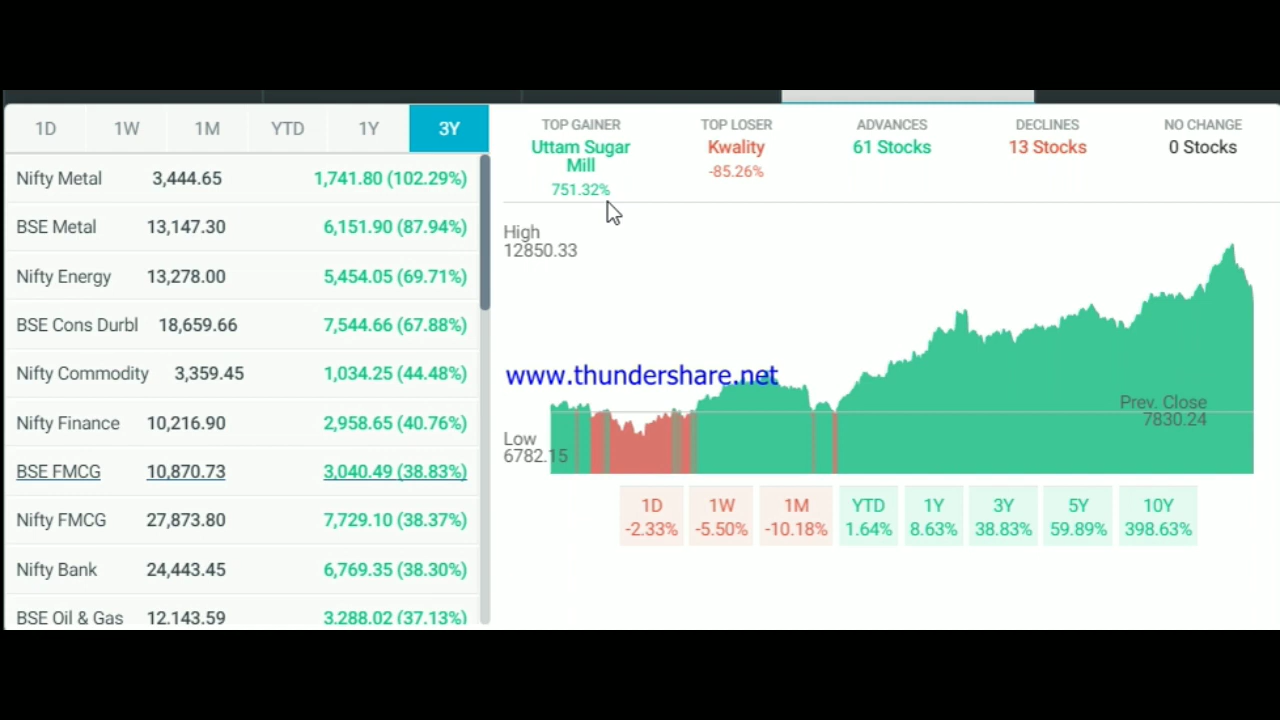 1D 1W 1M YTD 1Y 3Y
Nifty Metal 3,444.65 1,741.80 (102.29%)
BSE Metal 13,147.30 6,151.90 (87.94%)
Nifty Energy 13,278.00 5,454.05 (69.71%)
BSE Cons Durbl 18,659.66 7,544.66 (67.88%)
Nifty Commodity 3,359.45 1,034.25 (44.48%)
Nifty Finance 10,216.90 2,958.65 (40.76%)
BSE FMCG 10,870.73 3,040.49 (38.83%)
Nifty FMCG 27,873.80 7,729.10 (38.37%)
Nifty Bank 24,443.45 6,769.35 (38.30%)
BSE Oil & Gas 12,143.59 3,288.02 (37.13%)
TOP GAINER
Uttam Sugar
Mill
751.32%
TOP LOSER
Kwality
-85.26%
ADVANCES
61 Stocks
DECLINES
13 Stocks
NO CHANGE
0 Stocks
High
12850.33
www.thundershare.net
Prev. Close
7830.24
Low
6782.15
1D 1W 1M YTD 1Y 3Y 5Y 10Y
-2.33% -5.50% -10.18% 1.64% 8.63% 38.83% 59.89% 398.63%